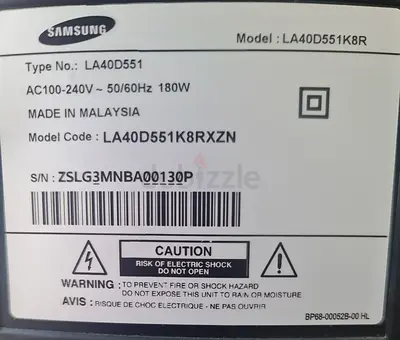 SAMSUNG
Model : LA40D551K8R
Type No.: LA40D551
AC100-240V ~ 50/60Hz 180W
MADE IN MALAYSIA
Model Code : LA40D551K8RXZN
dubizzle
S/N : ZSLG3MNBA00130P
CAUTION
RISK OF ELECTRIC SHOCK
DO NOT OPEN
WARNING : TO PREVENT FIRE OR SHOCK HAZARD
DO NOT EXPOSE THIS UNIT TO RAIN OR MOISTURE
AVIS : RISQUE DE CHOC ELECTRIQUE - NE PAS OUVRIR
BP68-00052B-00 HL